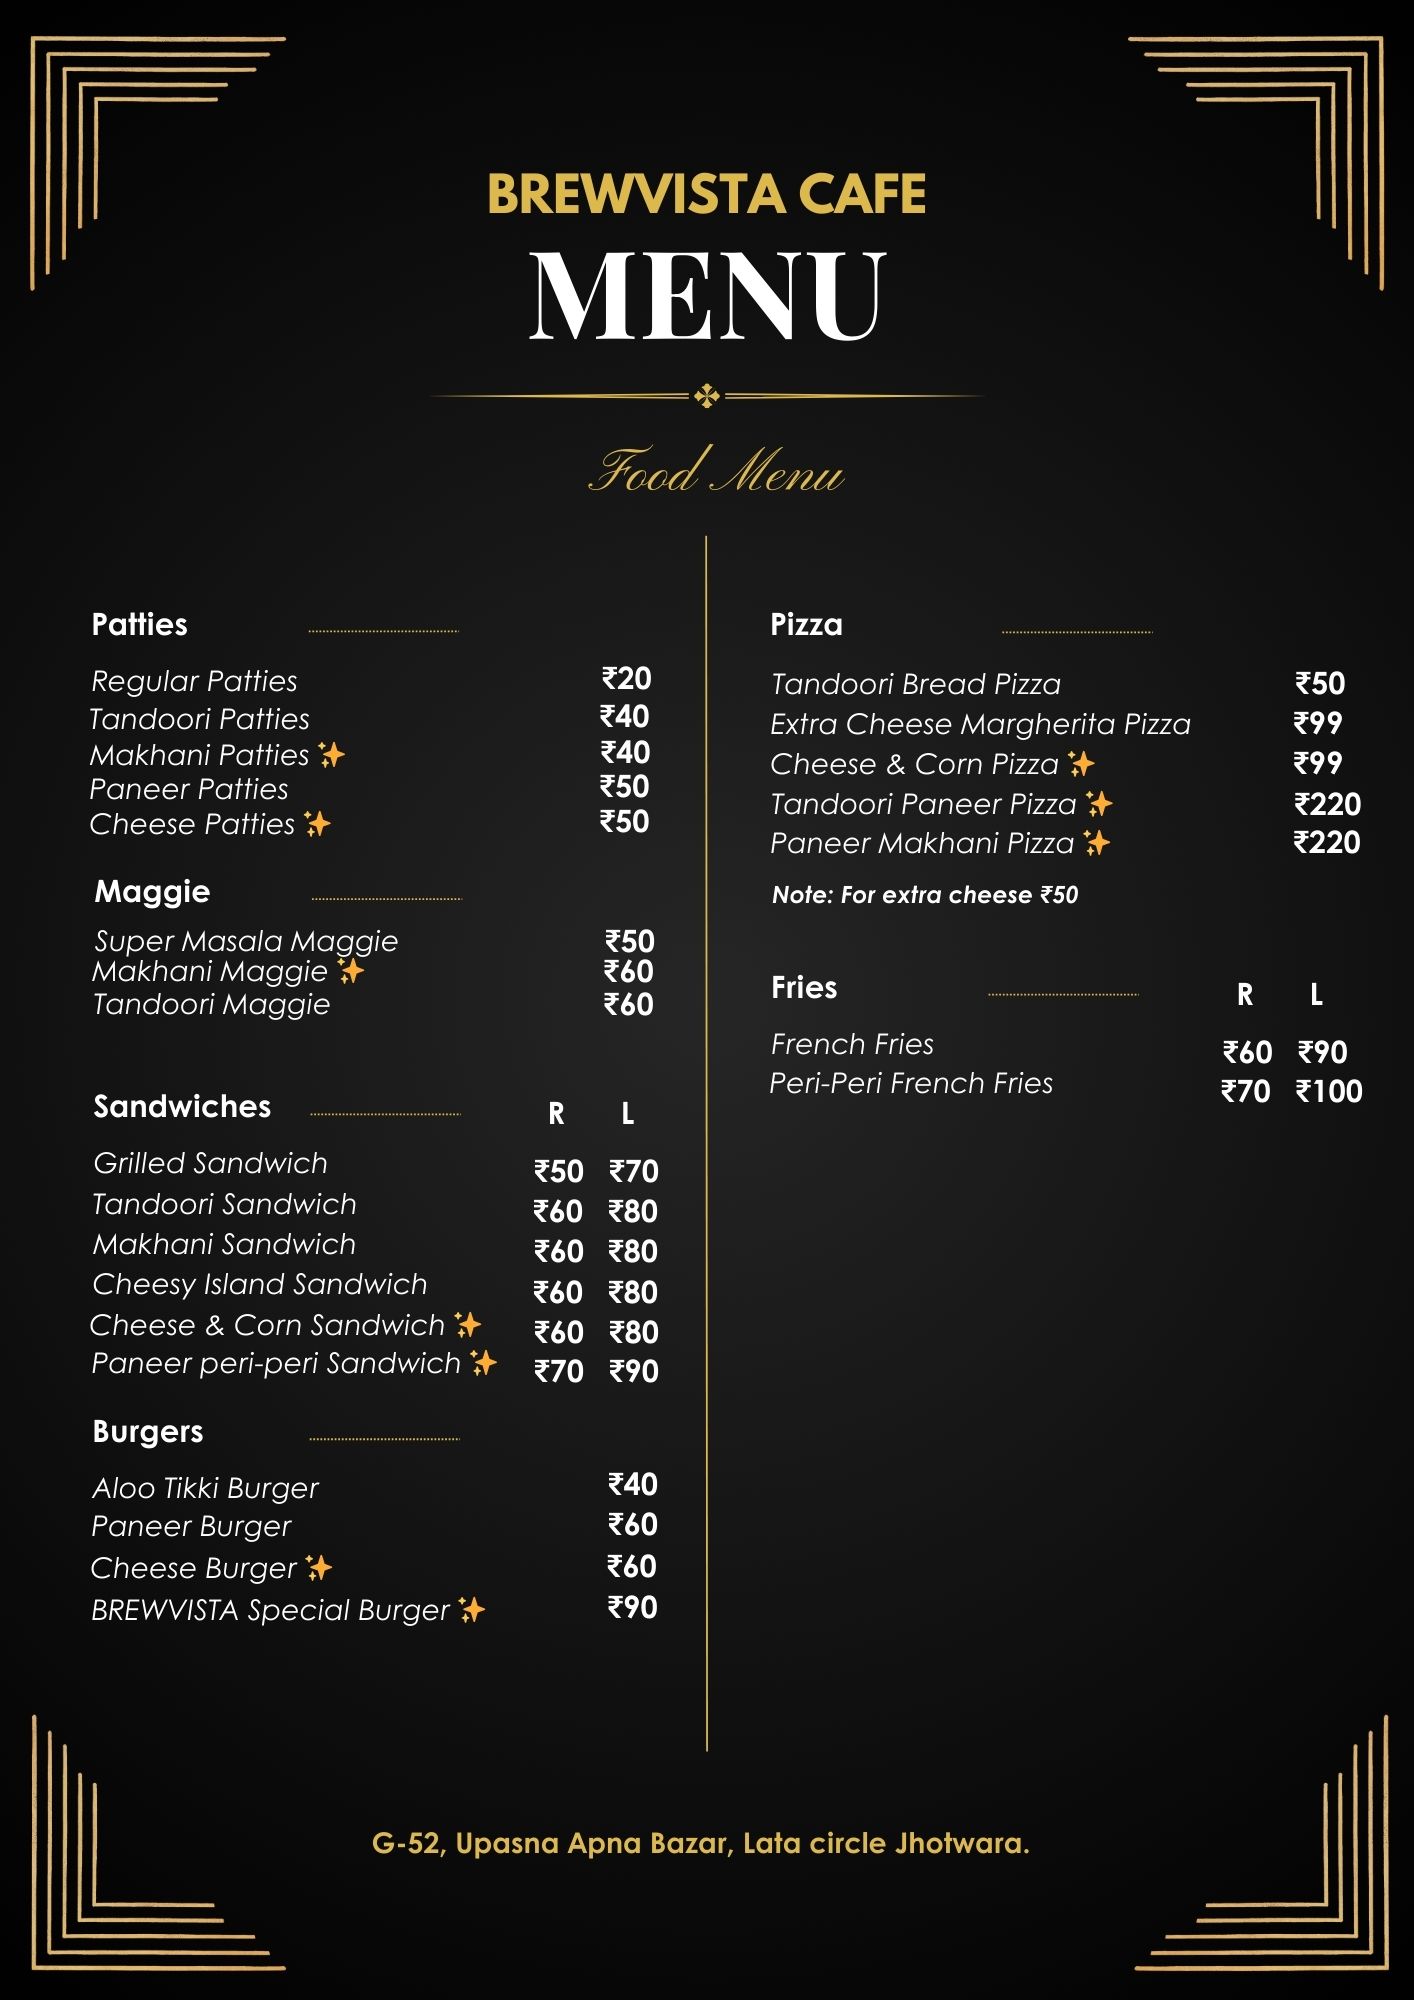 BREWVISTA CAFE
MENU
Food Menu
Patties
Regular Patties ₹20
Tandoori Patties ₹40
Makhani Patties ✨ ₹40
Paneer Patties ₹50
Cheese Patties ✨ ₹50
Maggie
Super Masala Maggie ₹50
Makhani Maggie ✨ ₹60
Tandoori Maggie ₹60
Sandwiches R L
Grilled Sandwich ₹50 ₹70
Tandoori Sandwich ₹60 ₹80
Makhani Sandwich ₹60 ₹80
Cheesy Island Sandwich ₹60 ₹80
Cheese & Corn Sandwich ✨ ₹60 ₹80
Paneer peri-peri Sandwich ✨ ₹70 ₹90
Burgers
Aloo Tikki Burger ₹40
Paneer Burger ₹60
Cheese Burger ✨ ₹60
BREWVISTA Special Burger ✨ ₹90
Pizza
Tandoori Bread Pizza ₹50
Extra Cheese Margherita Pizza ₹99
Cheese & Corn Pizza ✨ ₹99
Tandoori Paneer Pizza ✨ ₹220
Paneer Makhani Pizza ✨ ₹220
Note: For extra cheese ₹50
Fries R L
French Fries ₹60 ₹90
Peri-Peri French Fries ₹70 ₹100
G-52, Upasna Apna Bazar, Lata circle Jhotwara.